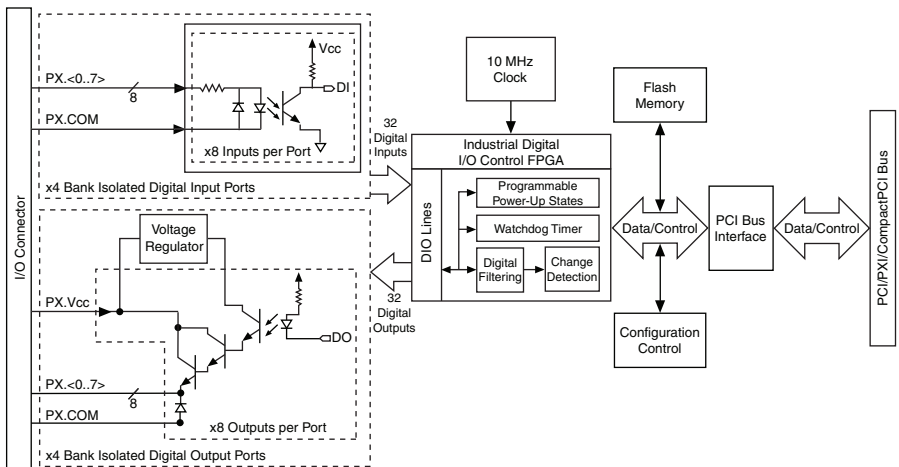 I/O Connector
PX.<0..7>
8
PX.COM
Vcc
DI
x8 Inputs per Port
x4 Bank Isolated Digital Input Ports
32
Digital
Inputs
10 MHz
Clock
Industrial Digital
I/O Control FPGA
DIO Lines
Programmable
Power-Up States
Watchdog Timer
Digital
Filtering
Change
Detection
Flash
Memory
Data/Control
PCI Bus
Interface
Data/Control
PCI/PXI/CompactPCI Bus
Configuration
Control
Voltage
Regulator
32
Digital
Outputs
PX.Vcc
DO
PX.<0..7>
8
PX.COM
x8 Outputs per Port
x4 Bank Isolated Digital Output Ports